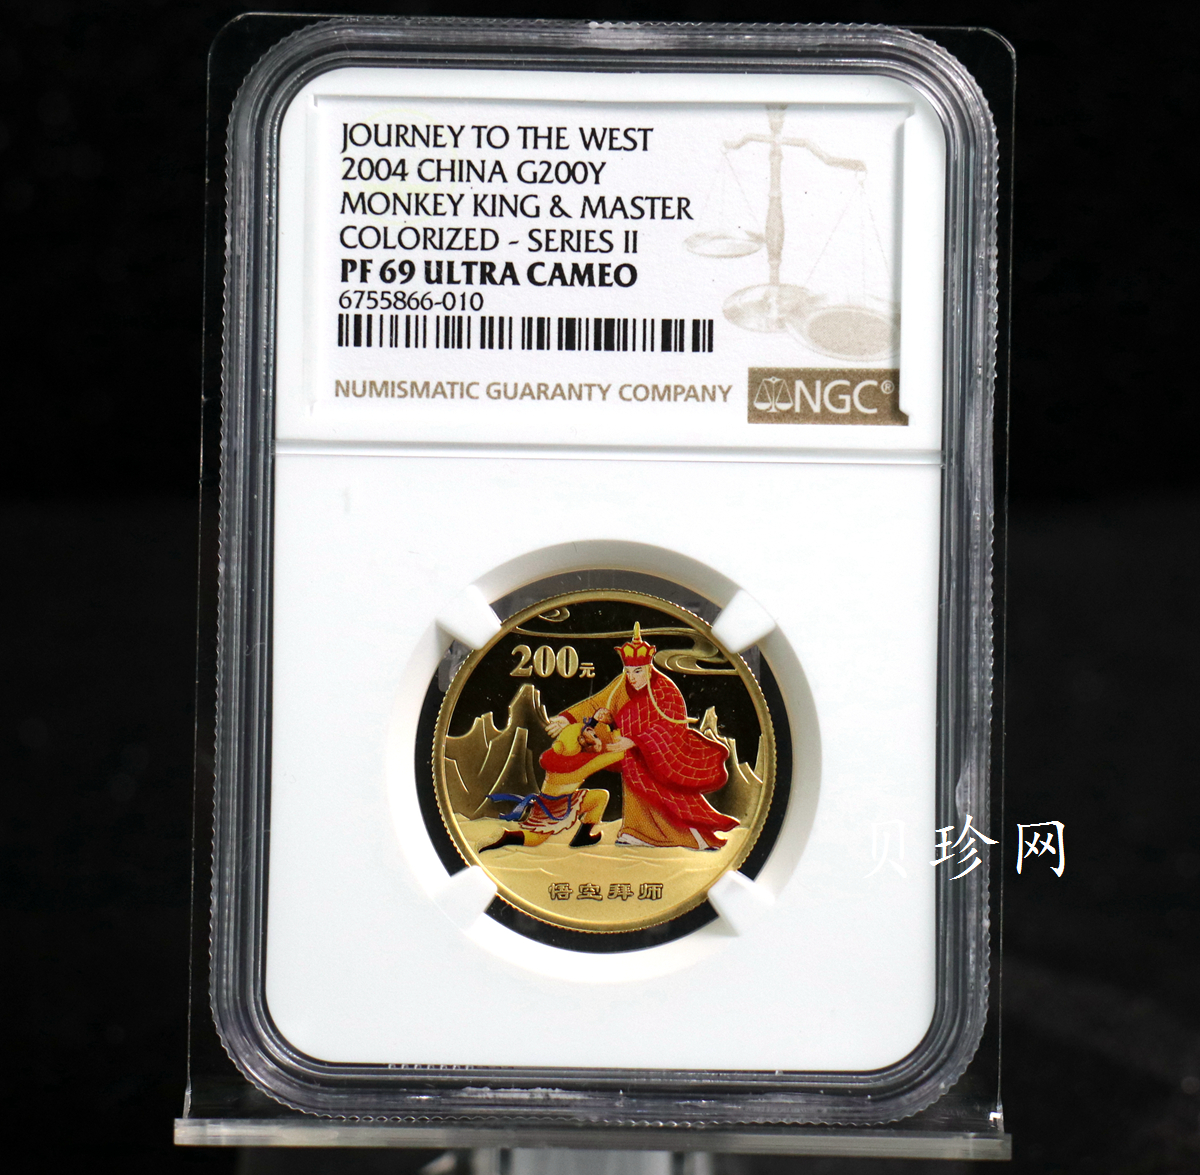 JOURNEY TO THE WEST
2004 CHINA G200Y
MONKEY KING & MASTER
COLORIZED - SERIES II
PF 69 ULTRA CAMEO
6755866-010
NUMISMATIC GUARANTY COMPANY
NGC®
200元
悟空拜师
贝珍网